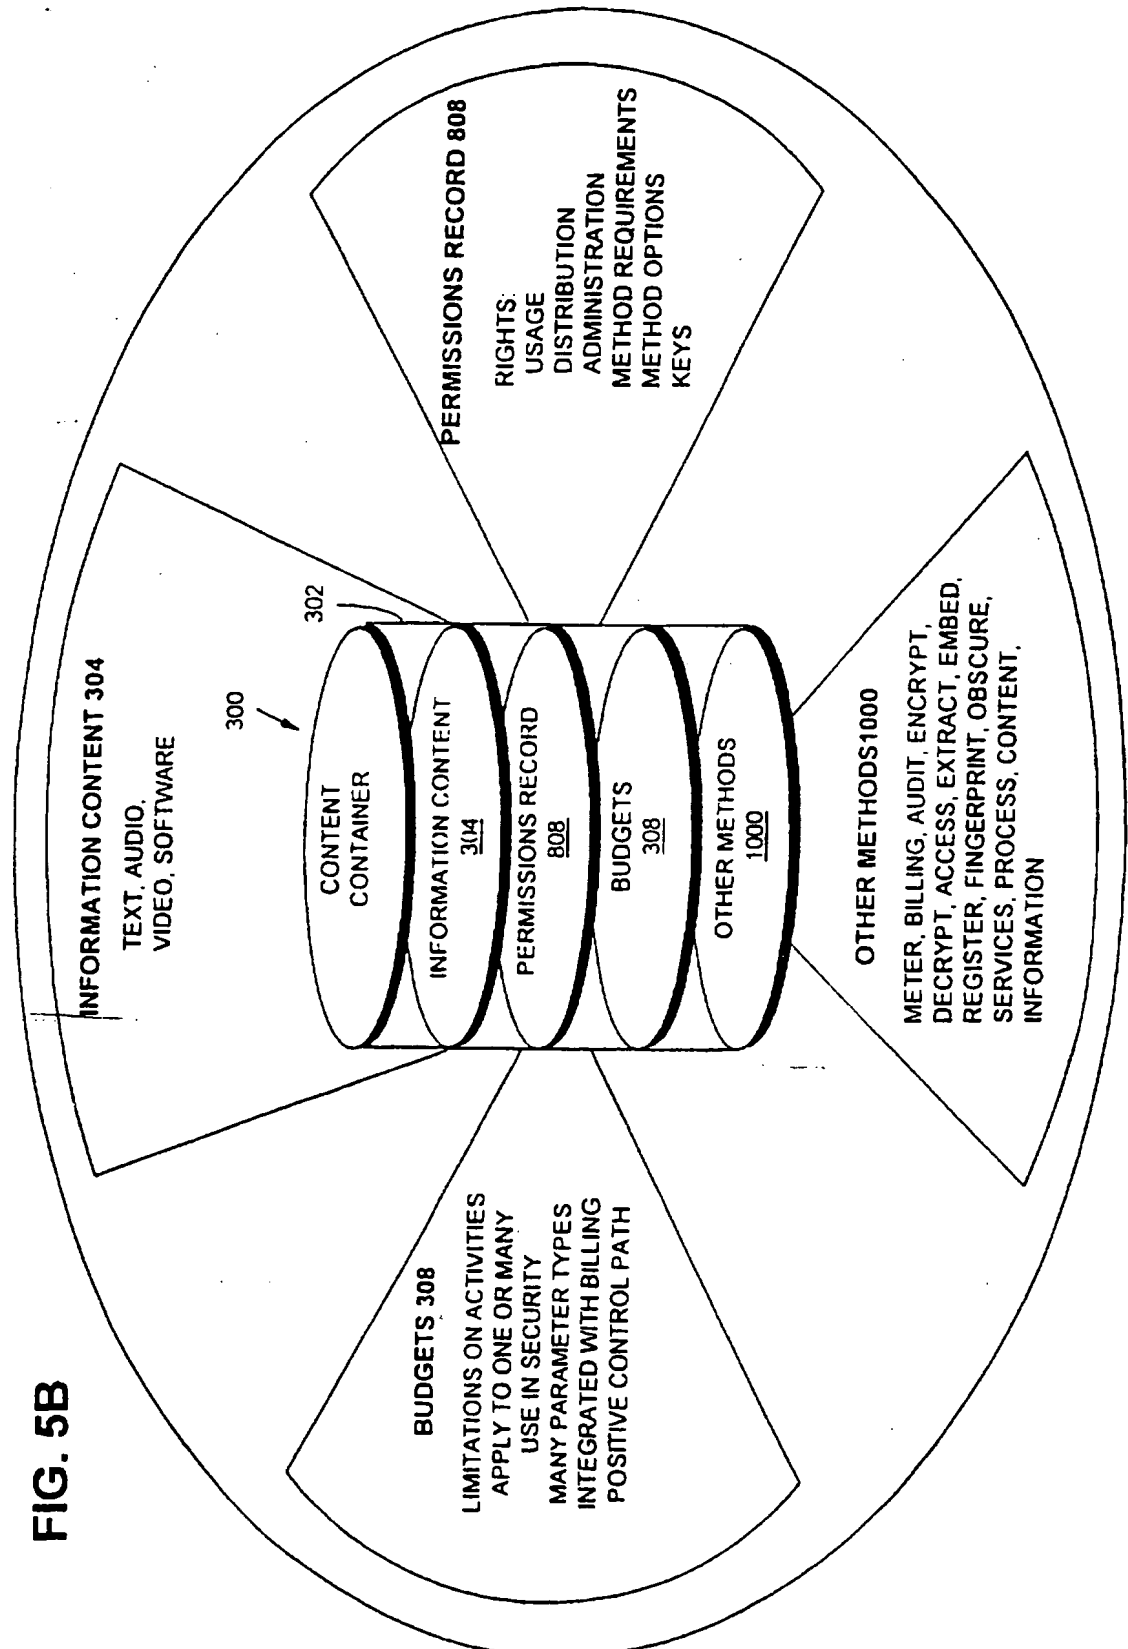 FIG. 5B
INFORMATION CONTENT 304
TEXT, AUDIO,
VIDEO, SOFTWARE
300
302
CONTENT
CONTAINER
INFORMATION CONTENT
304
PERMISSIONS RECORD
808
BUDGETS
308
OTHER METHODS
1000
BUDGETS 308
LIMITATIONS ON ACTIVITIES
APPLY TO ONE OR MANY
USE IN SECURITY
MANY PARAMETER TYPES
INTEGRATED WITH BILLING
POSITIVE CONTROL PATH
PERMISSIONS RECORD 808
RIGHTS:
USAGE
DISTRIBUTION
ADMINISTRATION
METHOD REQUIREMENTS
METHOD OPTIONS
KEYS
OTHER METHODS1000
METER, BILLING, AUDIT, ENCRYPT,
DECRYPT, ACCESS, EXTRACT, EMBED,
REGISTER, FINGERPRINT, OBSCURE,
SERVICES, PROCESS, CONTENT,
INFORMATION